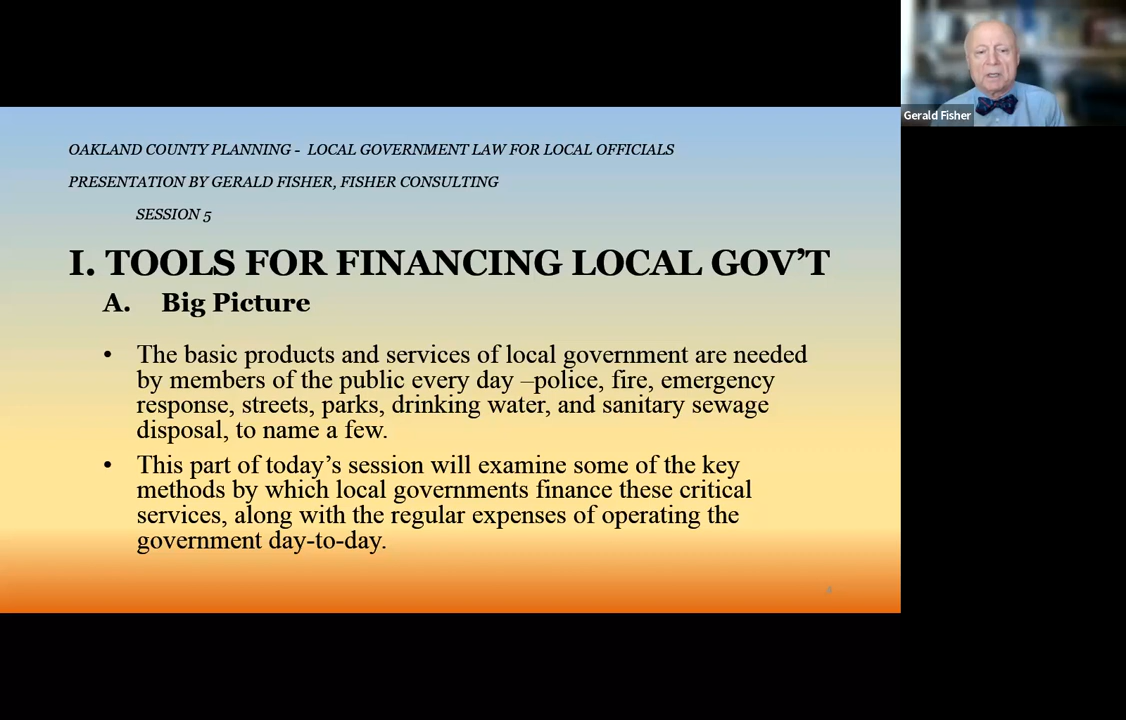 Gerald Fisher
OAKLAND COUNTY PLANNING - LOCAL GOVERNMENT LAW FOR LOCAL OFFICIALS
PRESENTATION BY GERALD FISHER, FISHER CONSULTING
SESSION 5
I. TOOLS FOR FINANCING LOCAL GOV’T
A. Big Picture
• The basic products and services of local government are needed
by members of the public every day –police, fire, emergency
response, streets, parks, drinking water, and sanitary sewage
disposal, to name a few.
• This part of today’s session will examine some of the key
methods by which local governments finance these critical
services, along with the regular expenses of operating the
government day-to-day.